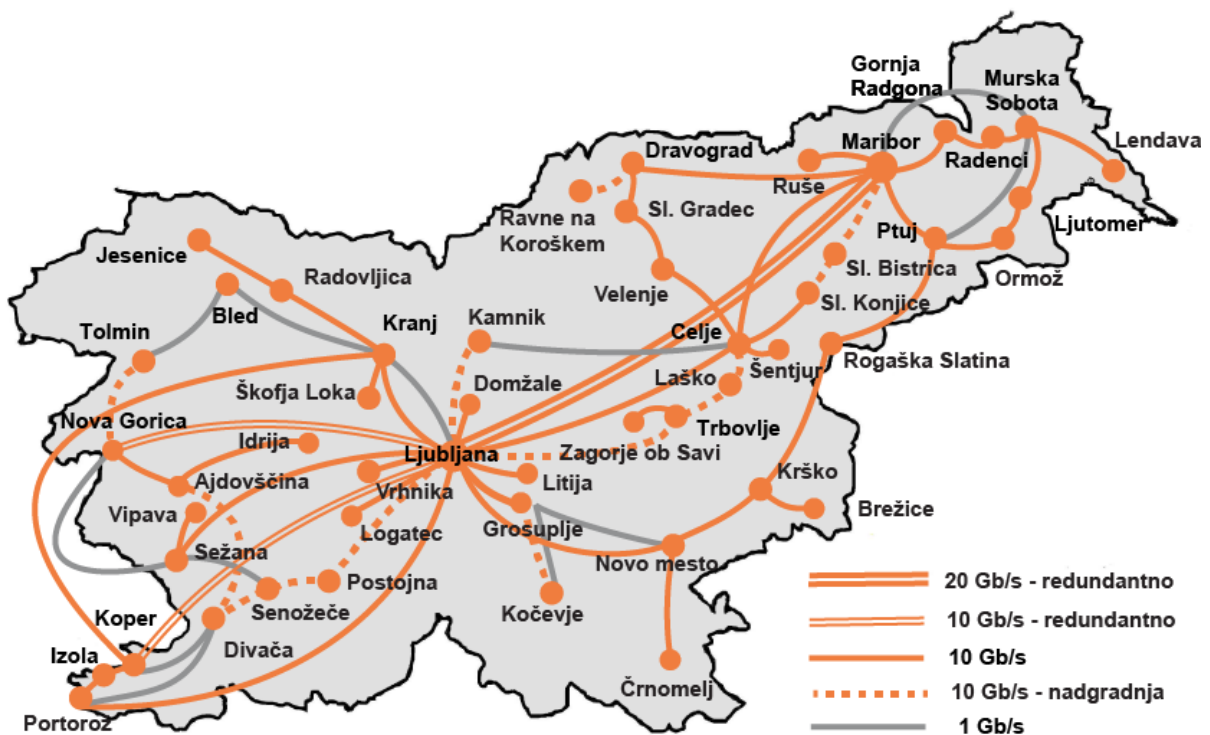 Gornja
Radgona
Murska
Sobota
Maribor
Lendava
Dravograd
Radenci
Ruše
Ravne na
Koroškem
Sl. Gradec
Ptuj
Ljutomer
Jesenice
Radovljica
Sl. Bistrica
Ormož
Velenje
Sl. Konjice
Bled
Tolmin
Kranj
Kamnik
Celje
Rogaška Slatina
Šentjur
Domžale
Laško
Škofja Loka
Nova Gorica
Idrija
Trbovlje
Ljubljana
Zagorje ob Savi
Krško
Ajdovščina
Litija
Vrhnika
Vipava
Brežice
Grosuplje
Logatec
Sežana
Novo mesto
Postojna
Kočevje
Senožeče
Koper
Divača
Izola
Črnomelj
Portorož
20 Gb/s - redundantno
10 Gb/s - redundantno
10 Gb/s
10 Gb/s - nadgradnja
1 Gb/s